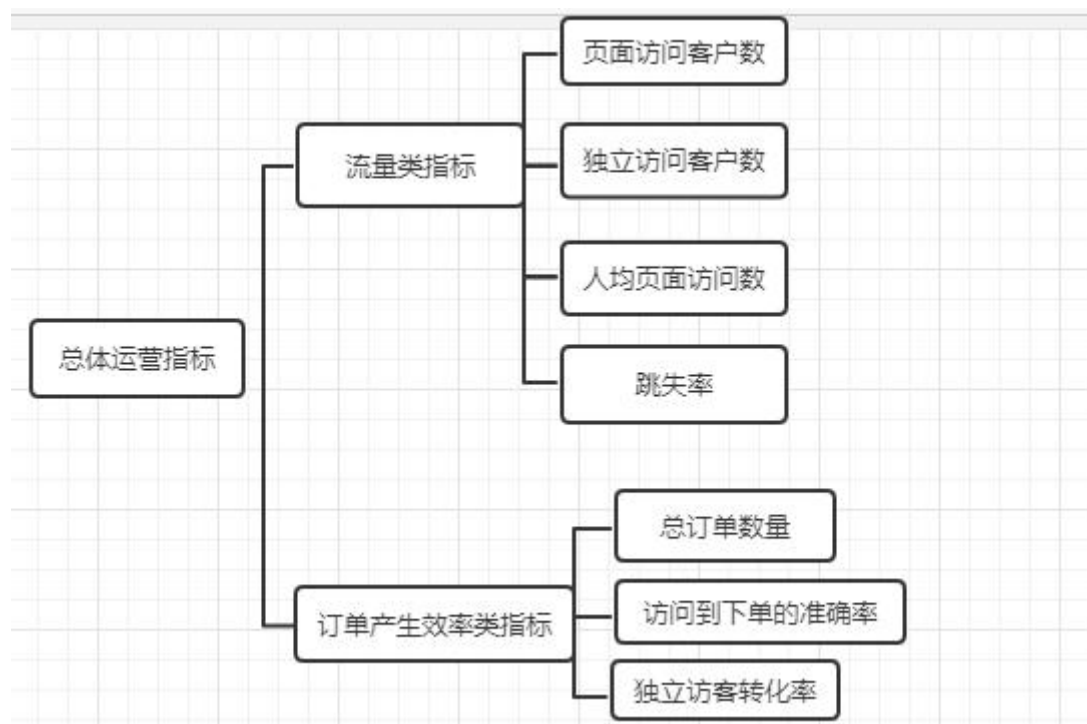 页面访问客户数
流量类指标
独立访问客户数
人均页面访问数
总体运营指标
跳失率
总订单数量
订单产生效率类指标
访问到下单的准确率
独立访客转化率